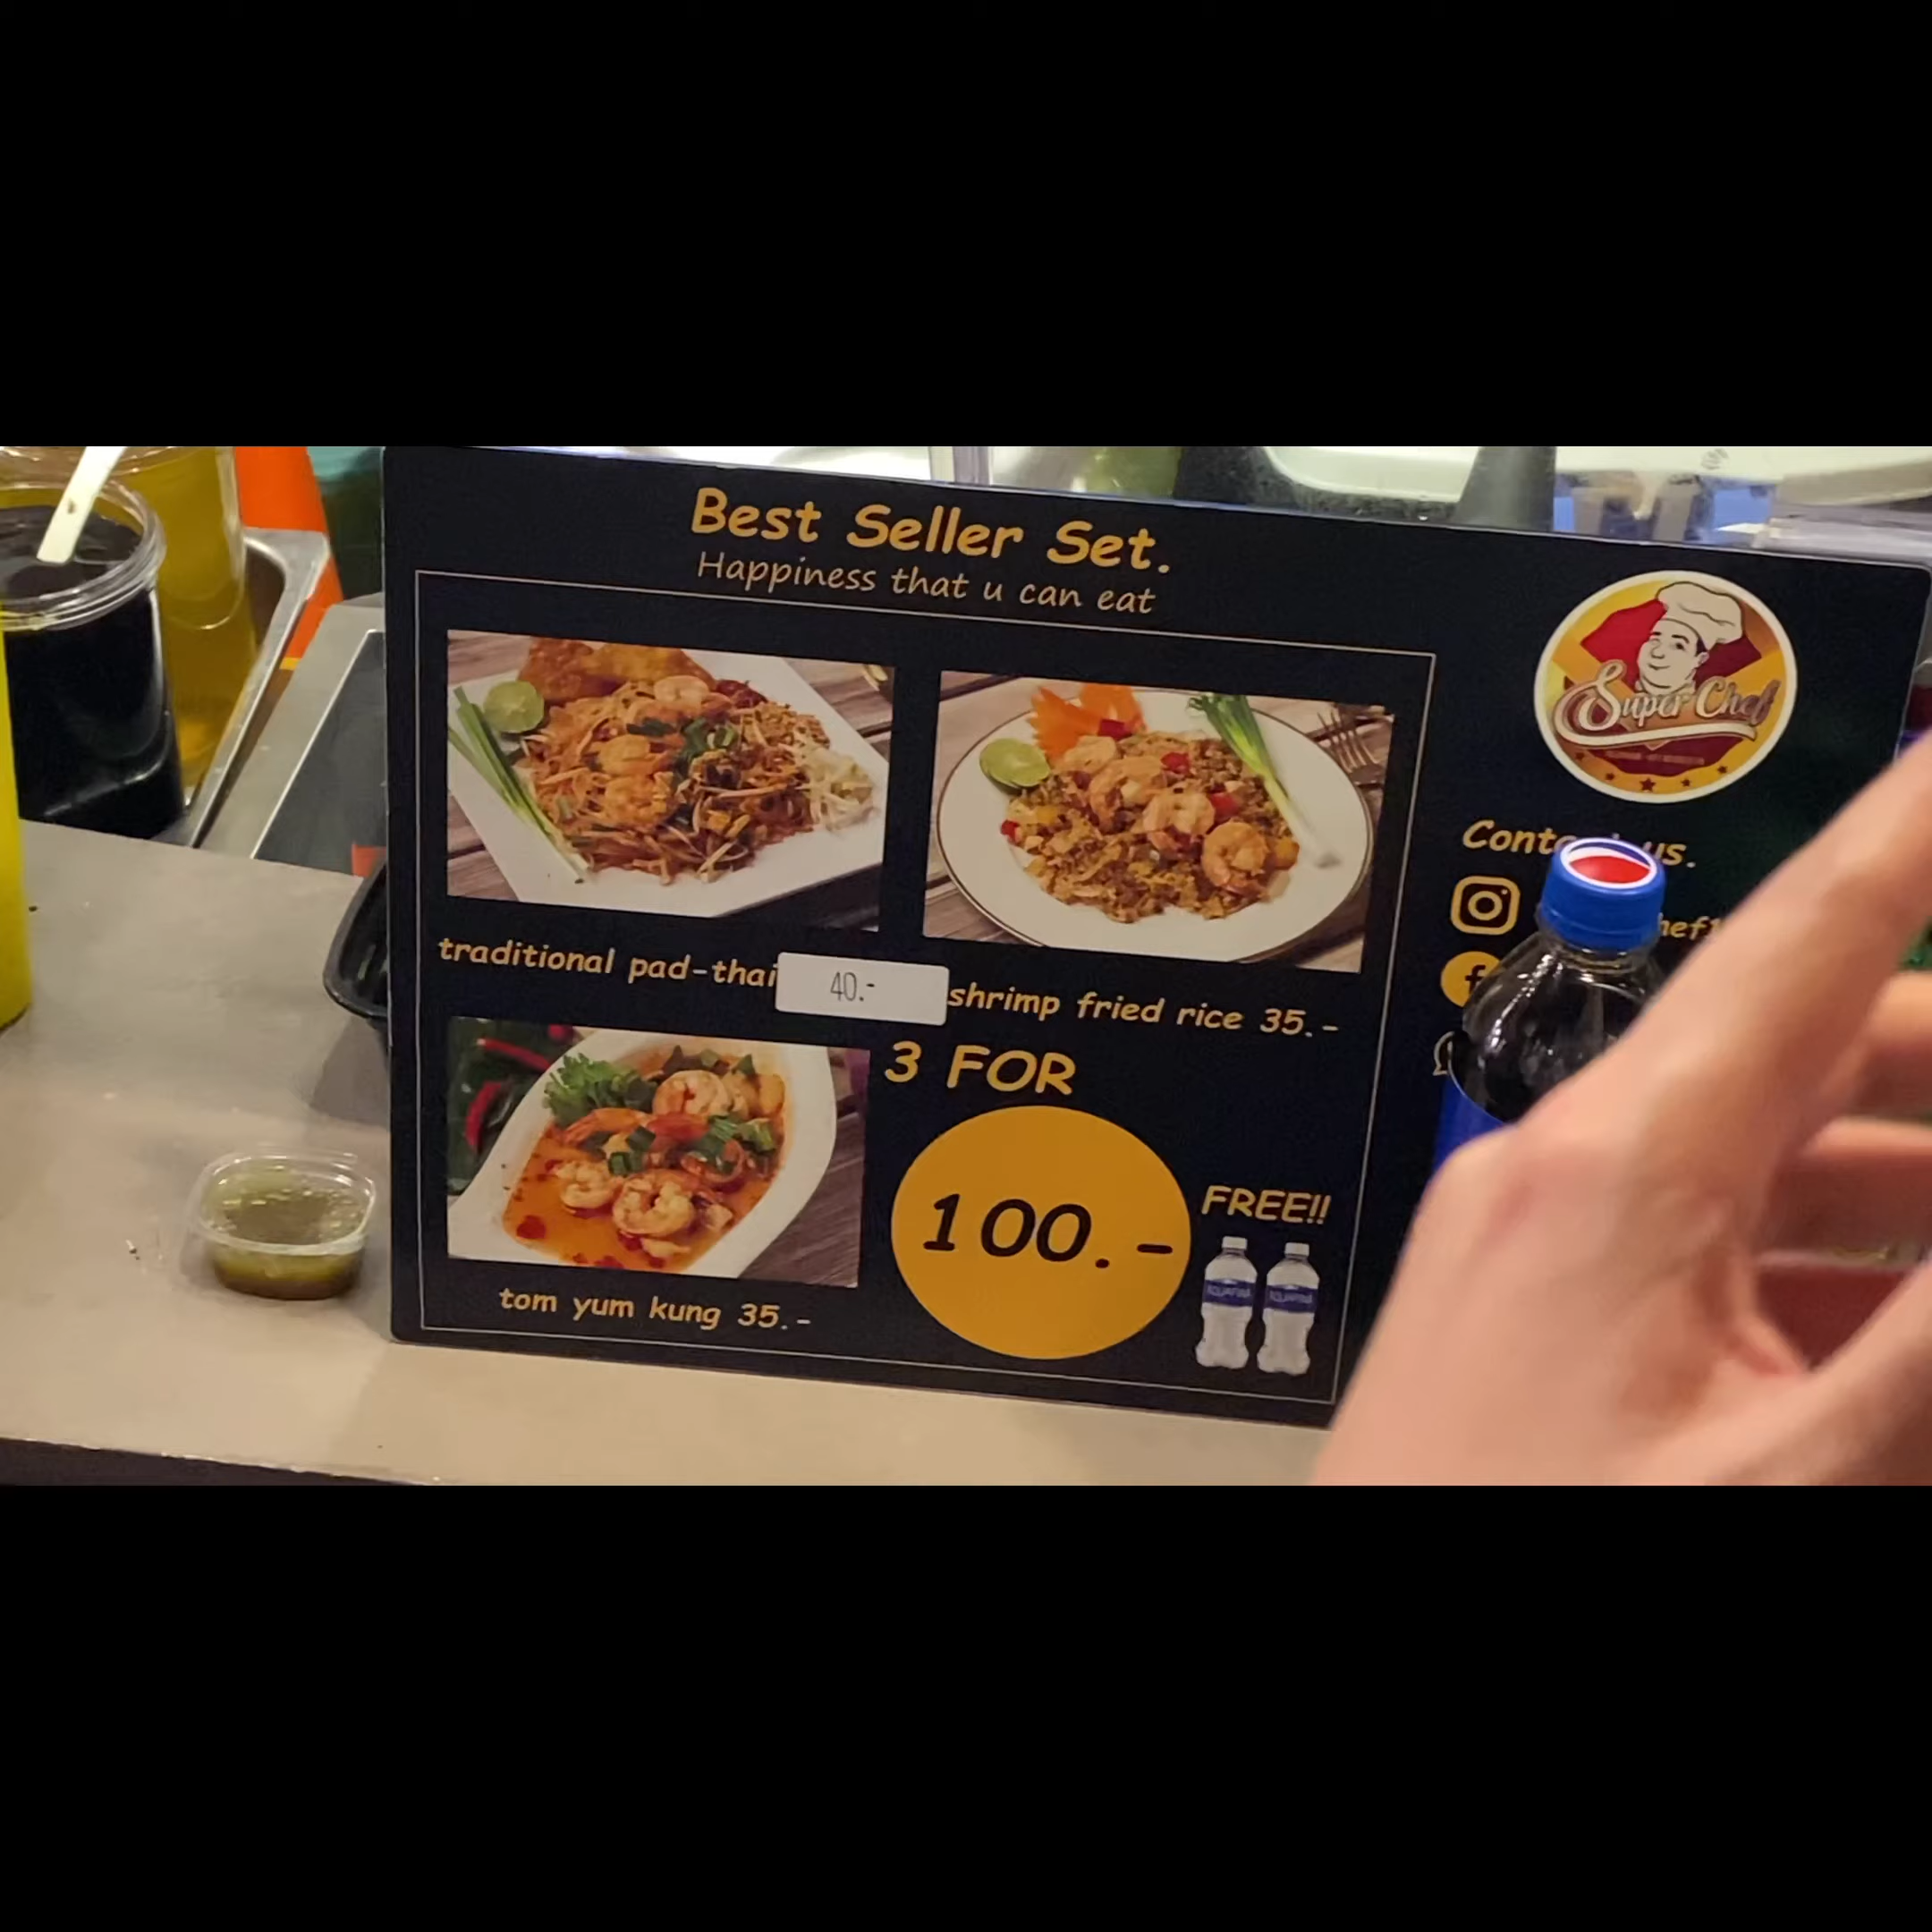 Best Seller Set.
Happiness that u can eat
Super Chef
traditional pad-thai 40.-
shrimp fried rice 35.-
us.
tom yum kung 35.-
3 FOR
100.-
FREE!!